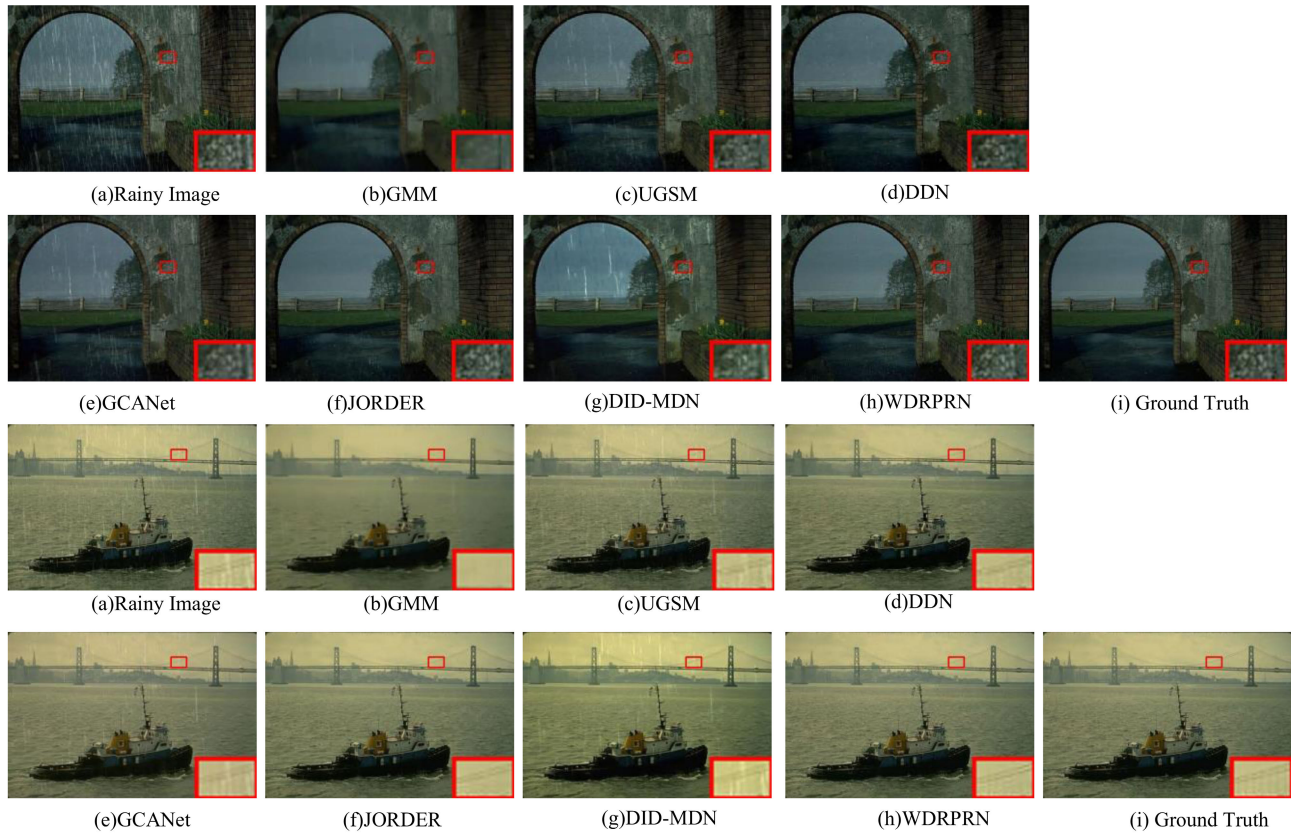 (a)Rainy Image (b)GMM (c)UGSM (d)DDN
(e)GCANet (f)JORDER (g)DID-MDN (h)WDRPRN (i) Ground Truth
(a)Rainy Image (b)GMM (c)UGSM (d)DDN
(e)GCANet (f)JORDER (g)DID-MDN (h)WDRPRN (i) Ground Truth